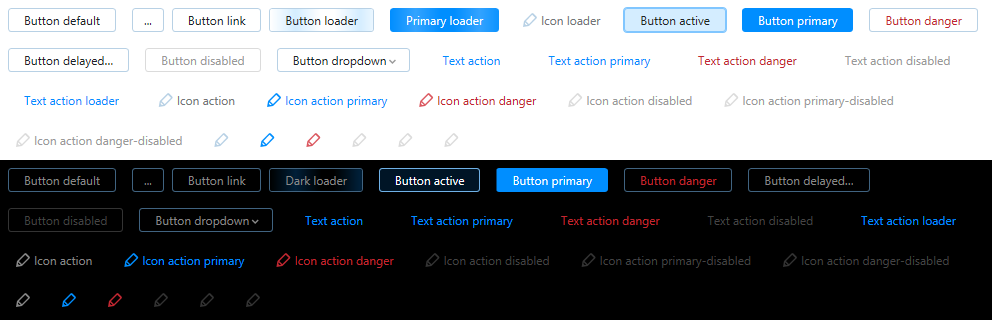 Button default ... Button link Button loader Primary loader Icon loader Button active Button primary Button danger
Button delayed... Button disabled Button dropdown Text action Text action primary Text action danger Text action disabled
Text action loader Icon action Icon action primary Icon action danger Icon action disabled Icon action primary-disabled
Icon action danger-disabled
Button default ... Button link Dark loader Button active Button primary Button danger Button delayed...
Button disabled Button dropdown Text action Text action primary Text action danger Text action disabled Text action loader
Icon action Icon action primary Icon action danger Icon action disabled Icon action primary-disabled Icon action danger-disabled